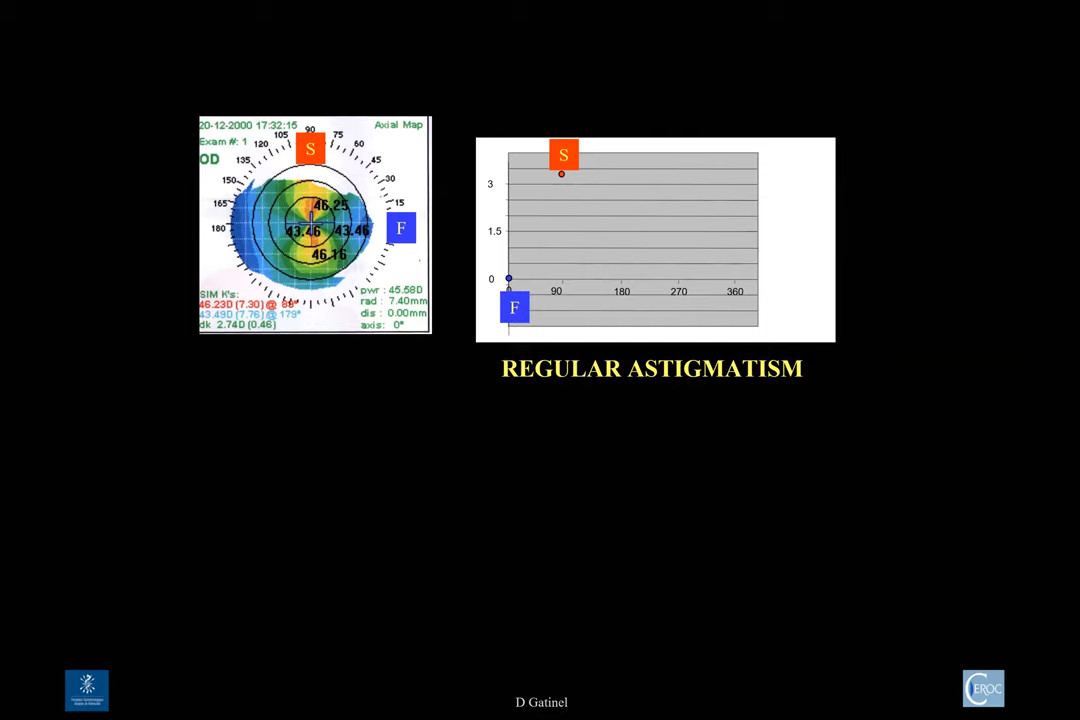 20-12-2000 17:32:15
Axial Map
Exam #: 1
OD
90
105
75
120
60
135
45
150
30
165
15
180
S
F
46.25
43.46
43.46
46.16
SIM K's:
46.23D (7.30) @ 89°
43.49D (7.76) @ 179°
dk 2.74D (0.46)
pwr : 45.58D
rad : 7.40mm
dis : 0.00mm
axis: 0°
S
3
1.5
0
90
180
270
360
F
REGULAR ASTIGMATISM
D Gatinel
CEROC